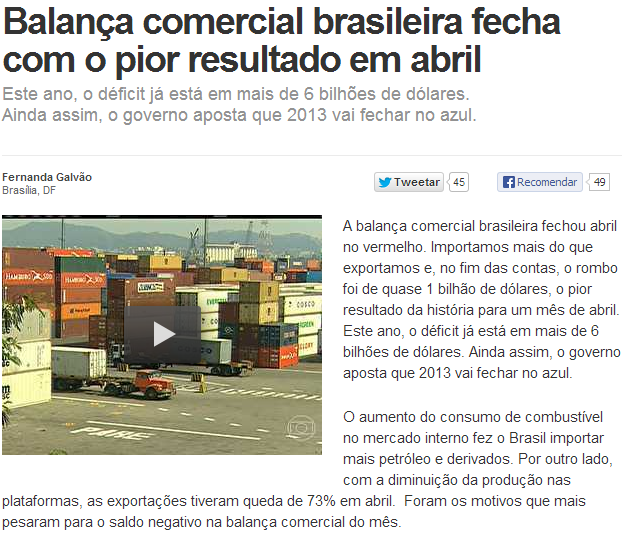 Balança comercial brasileira fecha
com o pior resultado em abril
Este ano, o déficit já está em mais de 6 bilhões de dólares.
Ainda assim, o governo aposta que 2013 vai fechar no azul.
Fernanda Galvão
Brasília, DF
Tweetar 45
Recomendar 49
A balança comercial brasileira fechou abril
no vermelho. Importamos mais do que
exportamos e, no fim das contas, o rombo
foi de quase 1 bilhão de dólares, o pior
resultado da história para um mês de abril.
Este ano, o déficit já está em mais de 6
bilhões de dólares. Ainda assim, o governo
aposta que 2013 vai fechar no azul.
HAMBURG SÜD
HAMBURG SÜD
EVERGREEN
COSCO
PARE
O aumento do consumo de combustível
no mercado interno fez o Brasil importar
mais petróleo e derivados. Por outro lado,
com a diminuição da produção nas
plataformas, as exportações tiveram queda de 73% em abril.  Foram os motivos que mais
pesaram para o saldo negativo na balança comercial do mês.